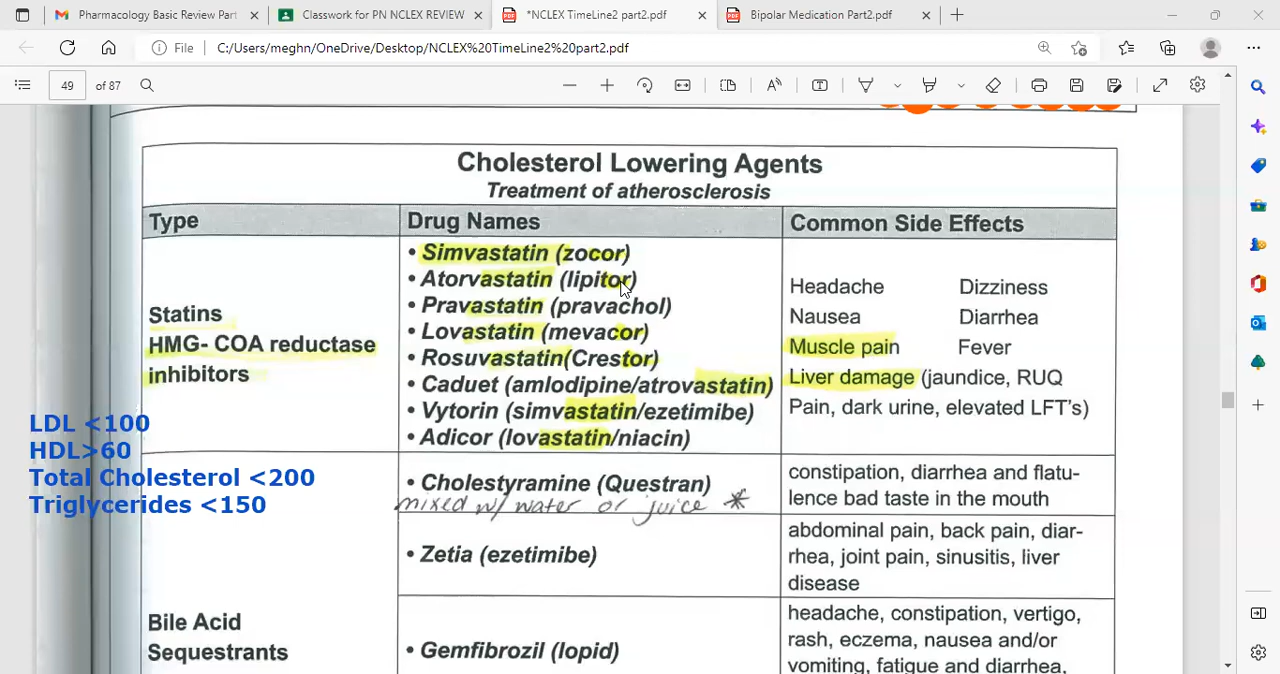 Pharmacology Basic Review Part
Classwork for PN NCLEX REVIEW
*NCLEX TimeLine2 part2.pdf
Bipolar Medication Part2.pdf
File
C:/Users/meghn/OneDrive/Desktop/NCLEX%20TimeLine2%20part2.pdf
49 of 87
Cholesterol Lowering Agents
Treatment of atherosclerosis
Type
Drug Names
Common Side Effects
Statins
HMG- COA reductase
inhibitors
• Simvastatin (zocor)
• Atorvastatin (lipitor)
• Pravastatin (pravachol)
• Lovastatin (mevacor)
• Rosuvastatin(Crestor)
• Caduet (amlodipine/atrovastatin)
• Vytorin (simvastatin/ezetimibe)
• Adicor (lovastatin/niacin)
Headache Dizziness
Nausea Diarrhea
Muscle pain Fever
Liver damage (jaundice, RUQ
Pain, dark urine, elevated LFT's)
LDL <100
HDL>60
Total Cholesterol <200
Triglycerides <150
Bile Acid
Sequestrants
• Cholestyramine (Questran)
mixed w/ water or juice *
constipation, diarrhea and flatu-
lence bad taste in the mouth
• Zetia (ezetimibe)
abdominal pain, back pain, diar-
rhea, joint pain, sinusitis, liver
disease
• Gemfibrozil (lopid)
headache, constipation, vertigo,
rash, eczema, nausea and/or
vomiting, fatigue and diarrhea,